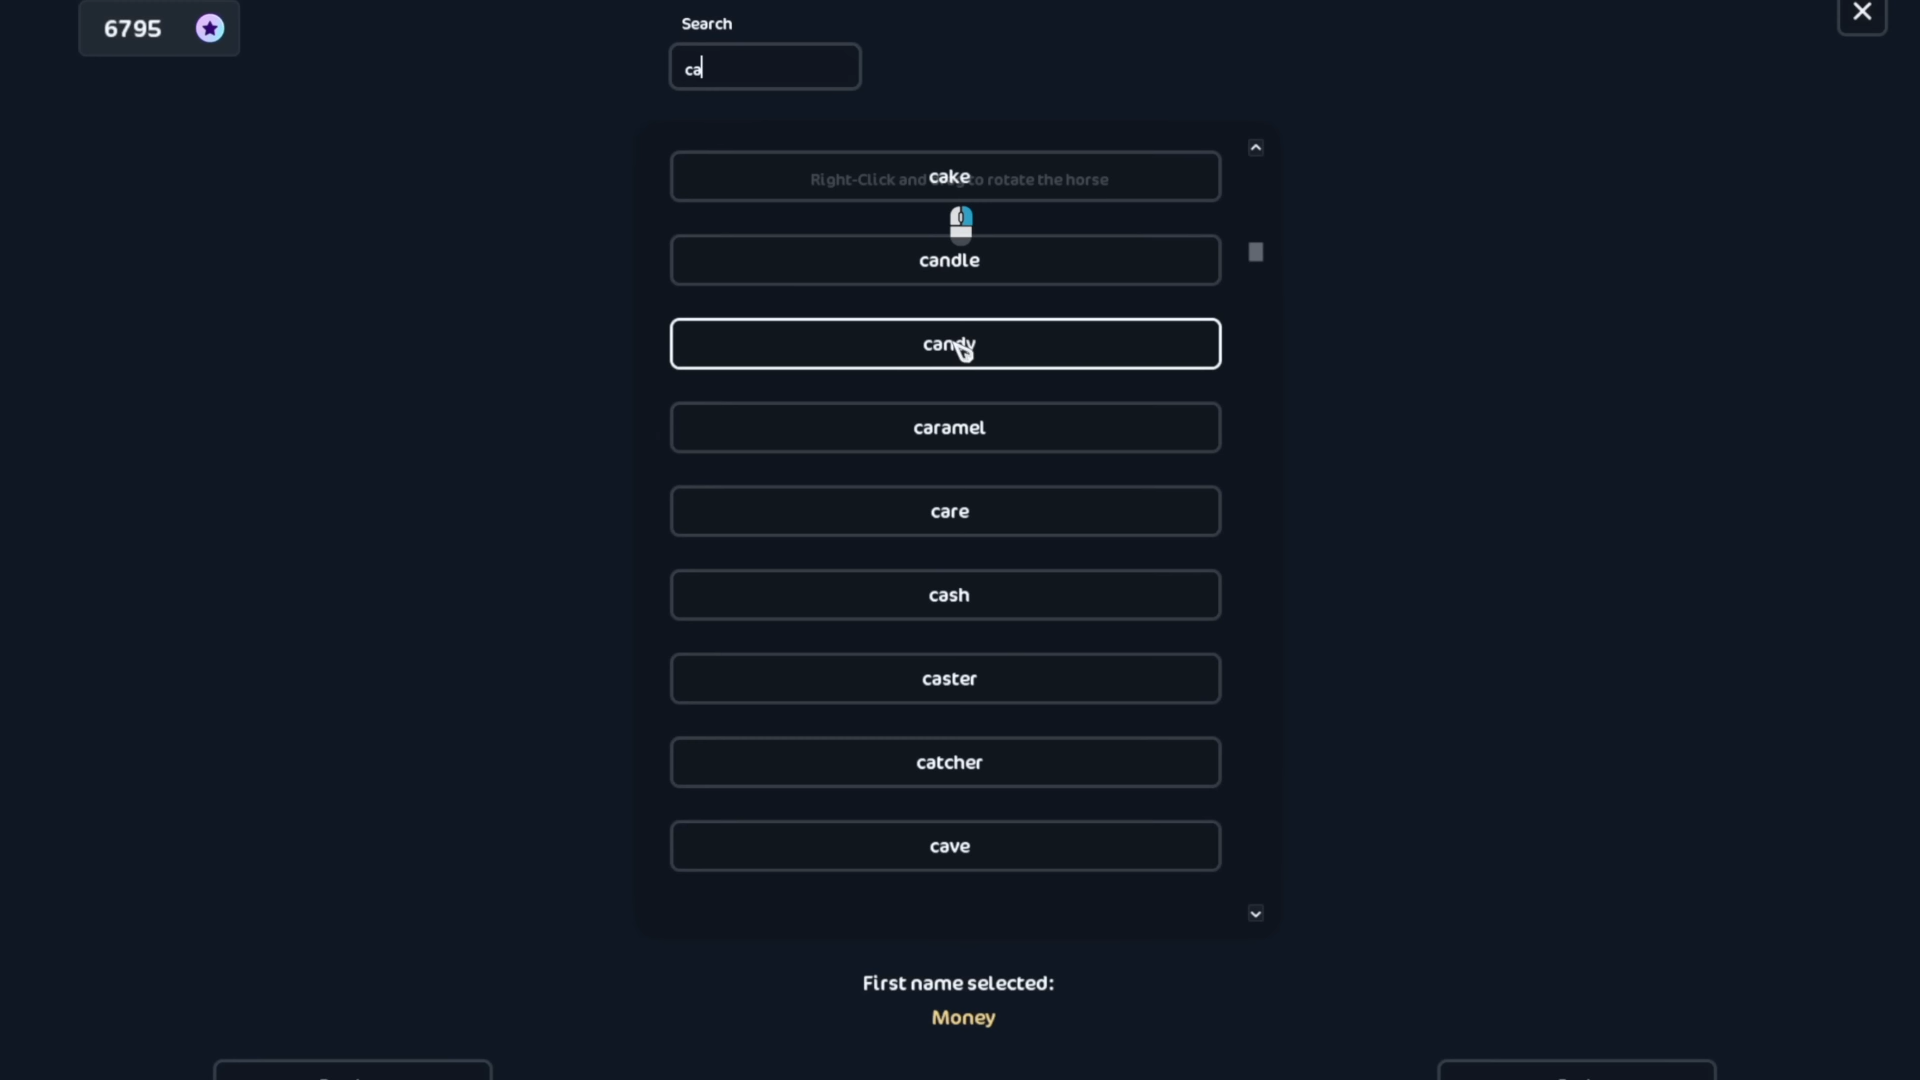 6795
Search
ca
cake
Right-Click and to rotate the horse
candle
candy
caramel
care
cash
caster
catcher
cave
First name selected:
Money